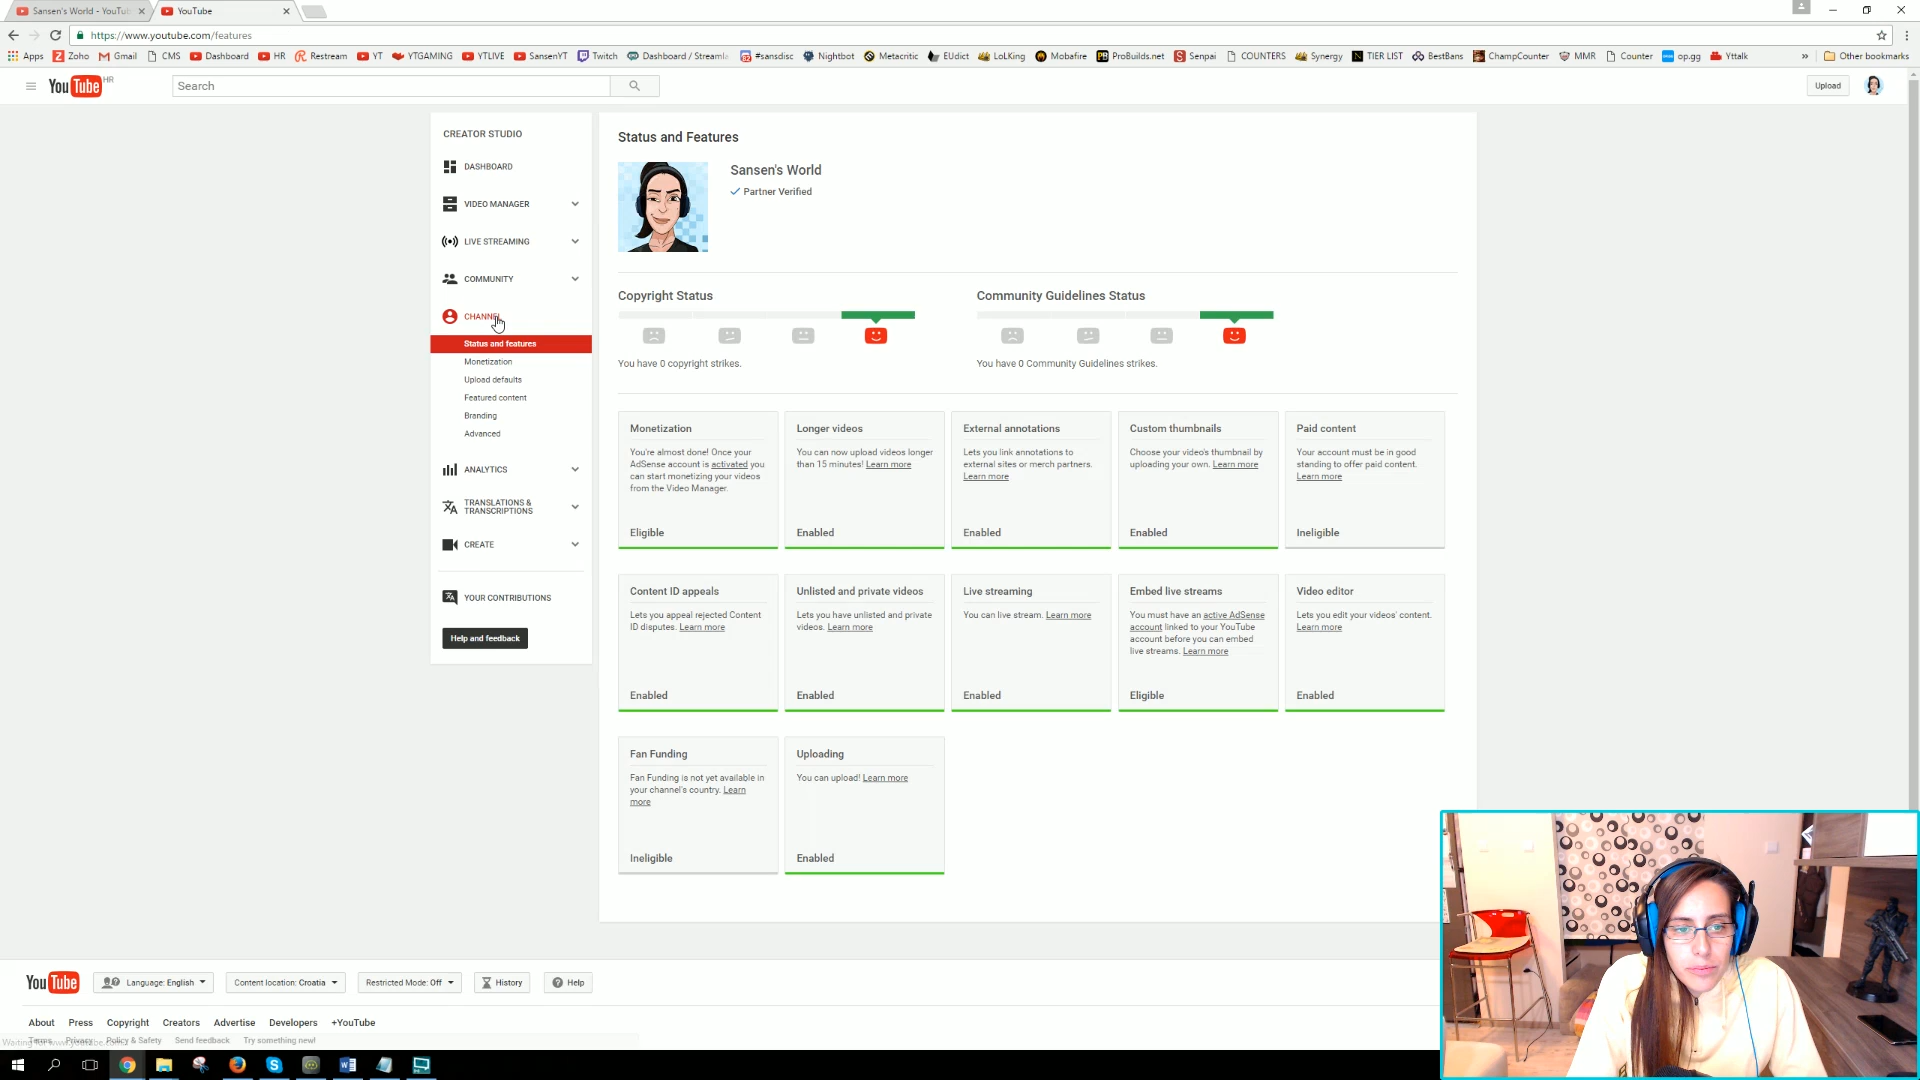 Sansen's World - YouTu
YouTube
https://www.youtube.com/features
Apps Zoho Gmail CMS Dashboard HR Restream YT YTGAMING YTLIVE SansenYT Twitch Dashboard / Streamla #sansdisc Nightbot Metacritic EUdict LoLKing Mobafire ProBuilds.net Senpai COUNTERS Synergy TIER LIST BestBans ChampCounter MMR Counter op.gg Yttalk » Other bookmarks
YouTube HR
Search
Upload
CREATOR STUDIO
DASHBOARD
VIDEO MANAGER
LIVE STREAMING
COMMUNITY
CHANNEL
Status and features
Monetization
Upload defaults
Featured content
Branding
Advanced
ANALYTICS
TRANSLATIONS &
TRANSCRIPTIONS
CREATE
YOUR CONTRIBUTIONS
Help and feedback
Status and Features
Sansen's World
Partner Verified
Copyright Status
You have 0 copyright strikes.
Community Guidelines Status
You have 0 Community Guidelines strikes.
Monetization
You're almost done! Once your
AdSense account is activated you
can start monetizing your videos
from the Video Manager.
Eligible
Longer videos
You can now upload videos longer
than 15 minutes! Learn more
Enabled
External annotations
Lets you link annotations to
external sites or merch partners.
Learn more
Enabled
Custom thumbnails
Choose your video's thumbnail by
uploading your own. Learn more
Enabled
Paid content
Your account must be in good
standing to offer paid content.
Learn more
Ineligible
Content ID appeals
Lets you appeal rejected Content
ID disputes. Learn more
Enabled
Unlisted and private videos
Lets you have unlisted and private
videos. Learn more
Enabled
Live streaming
You can live stream. Learn more
Enabled
Embed live streams
You must have an active AdSense
account linked to your YouTube
account before you can embed
live streams. Learn more
Eligible
Video editor
Lets you edit your videos' content.
Learn more
Enabled
Fan Funding
Fan Funding is not yet available in
your channel's country. Learn
more
Ineligible
Uploading
You can upload! Learn more
Enabled
YouTube Language: English Content location: Croatia Restricted Mode: Off History Help
About Press Copyright Creators Advertise Developers +YouTube
Terms Privacy Policy & Safety Send feedback Try something new!